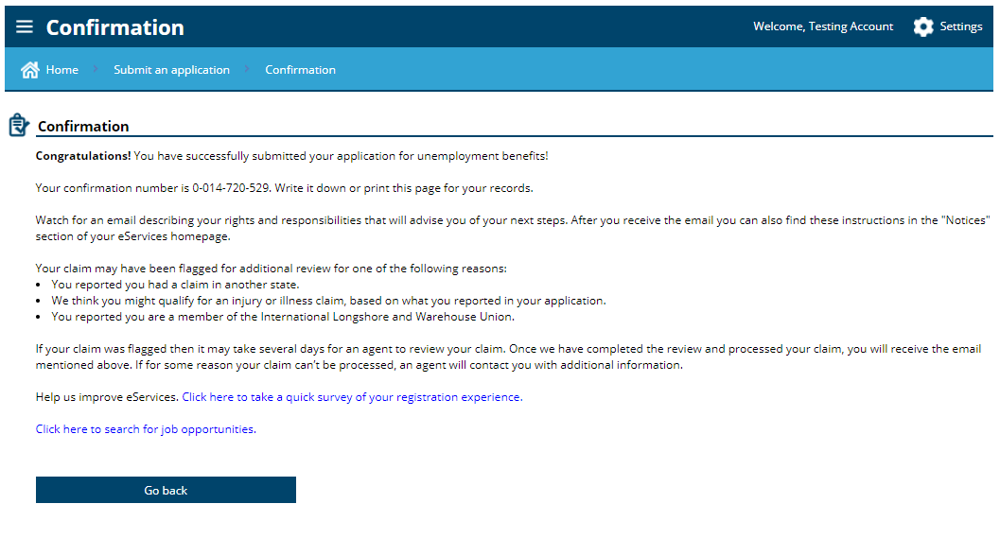 Confirmation
Welcome, Testing Account
Settings
Home
Submit an application
Confirmation
Confirmation
Congratulations! You have successfully submitted your application for unemployment benefits!
Your confirmation number is 0-014-720-529. Write it down or print this page for your records.
Watch for an email describing your rights and responsibilities that will advise you of your next steps. After you receive the email you can also find these instructions in the "Notices"
section of your eServices homepage.
Your claim may have been flagged for additional review for one of the following reasons:
• You reported you had a claim in another state.
• We think you might qualify for an injury or illness claim, based on what you reported in your application.
• You reported you are a member of the International Longshore and Warehouse Union.
If your claim was flagged then it may take several days for an agent to review your claim. Once we have completed the review and processed your claim, you will receive the email
mentioned above. If for some reason your claim can't be processed, an agent will contact you with additional information.
Help us improve eServices. Click here to take a quick survey of your registration experience.
Click here to search for job opportunities.
Go back